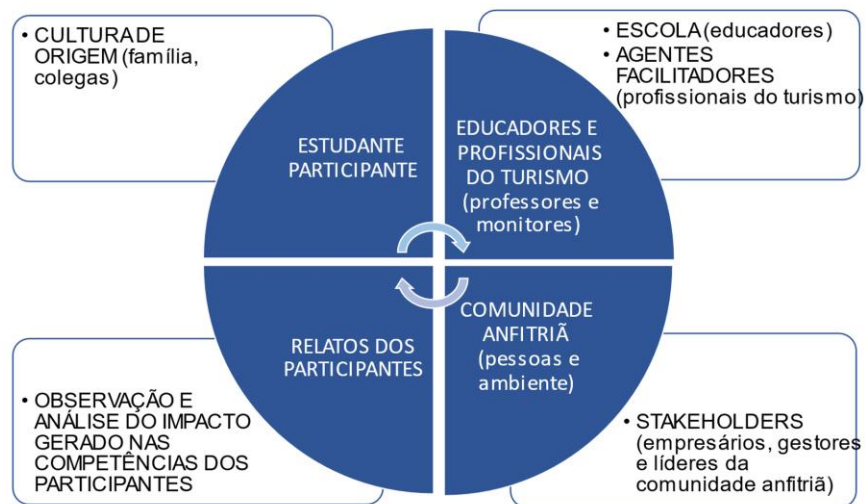 • CULTURA DE
ORIGEM (família,
colegas)
• ESCOLA (educadores)
• AGENTES
FACILITADORES
(profissionais do turismo)
ESTUDANTE
PARTICIPANTE
EDUCADORES E
PROFISSIONAIS
DO TURISMO
(professores e
monitores)
RELATOS DOS
PARTICIPANTES
COMUNIDADE
ANFITRIÃ
(pessoas e
ambiente)
• OBSERVAÇÃO E
ANÁLISE DO IMPACTO
GERADO NAS
COMPETÊNCIAS DOS
PARTICIPANTES
• STAKEHOLDERS
(empresários, gestores
e líderes da
comunidade anfitriã)